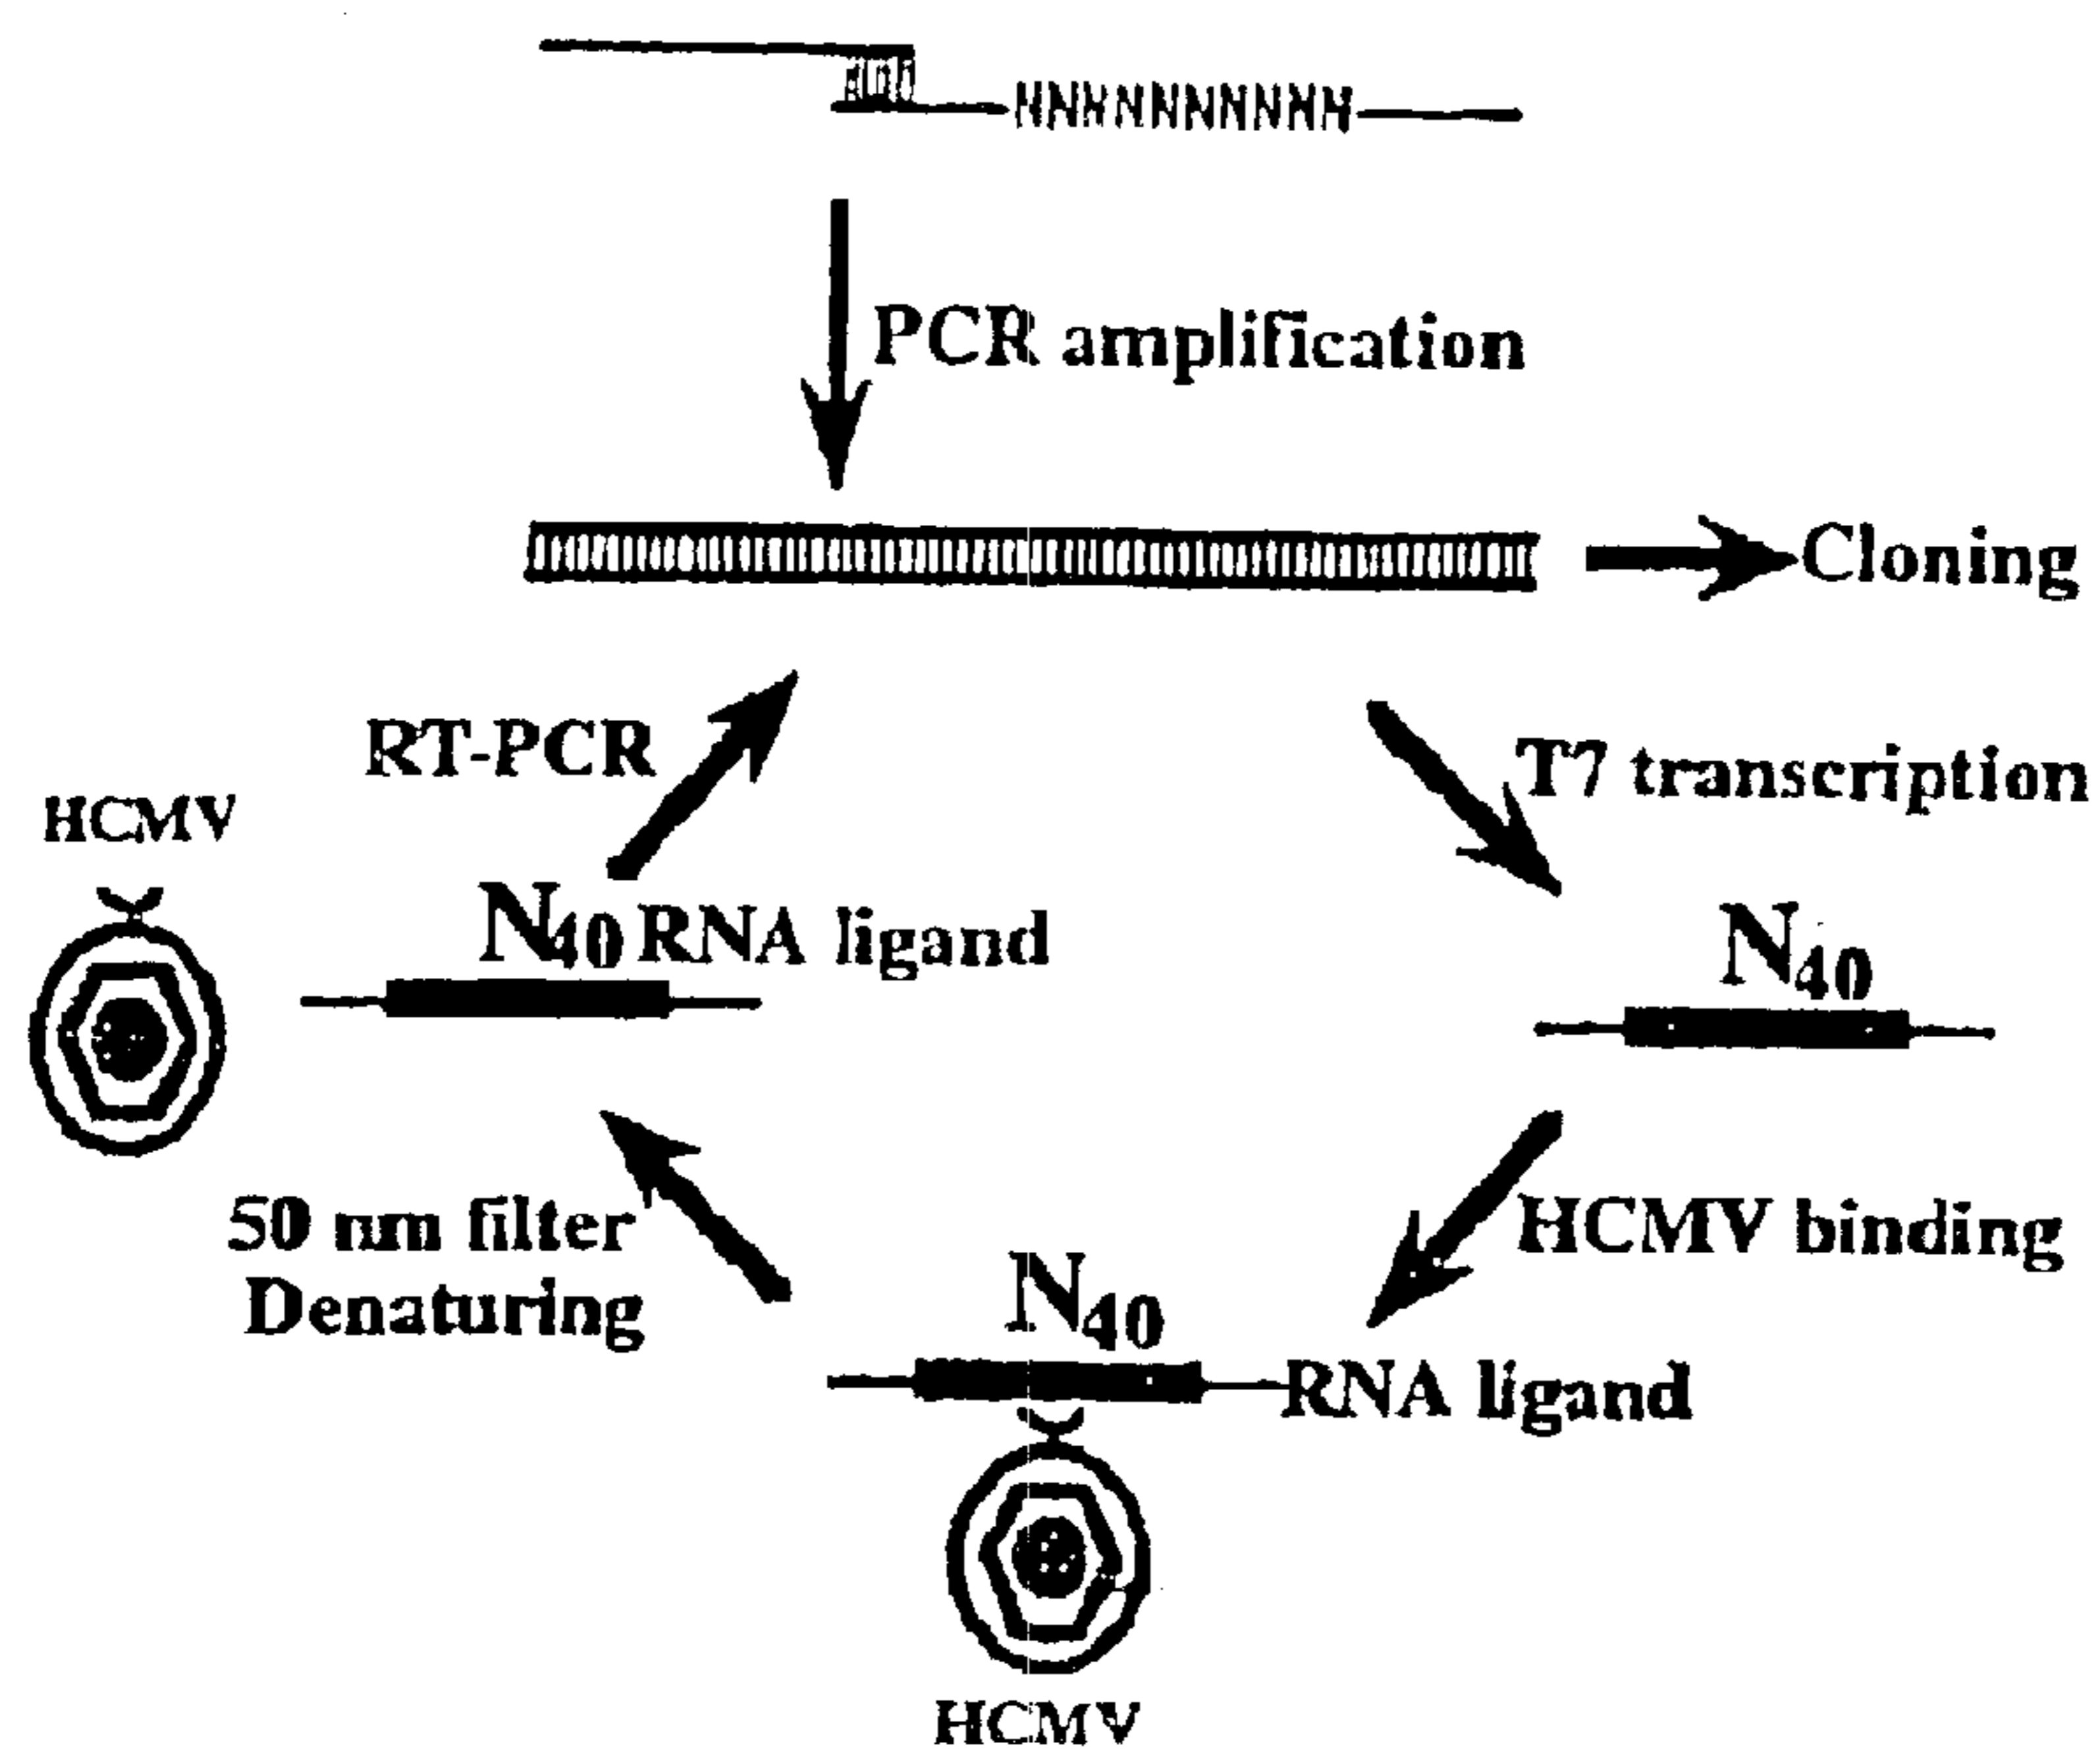 NNNNNNNNNN
PCR amplification
Cloning
RT-PCR
T7 transcription
HCMV
N40 RNA ligand
N40
50 nm filter
Denaturing
HCMV binding
N40
RNA ligand
HCMV